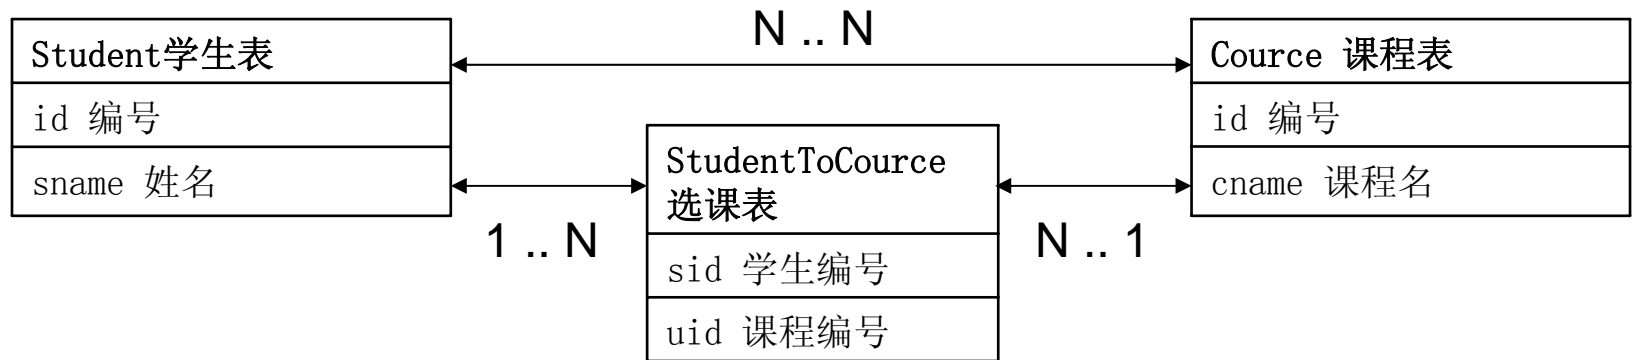 N .. N
Student学生表
id 编号
sname 姓名
Cource 课程表
id 编号
cname 课程名
StudentToCource
选课表
sid 学生编号
uid 课程编号
1 .. N
N .. 1